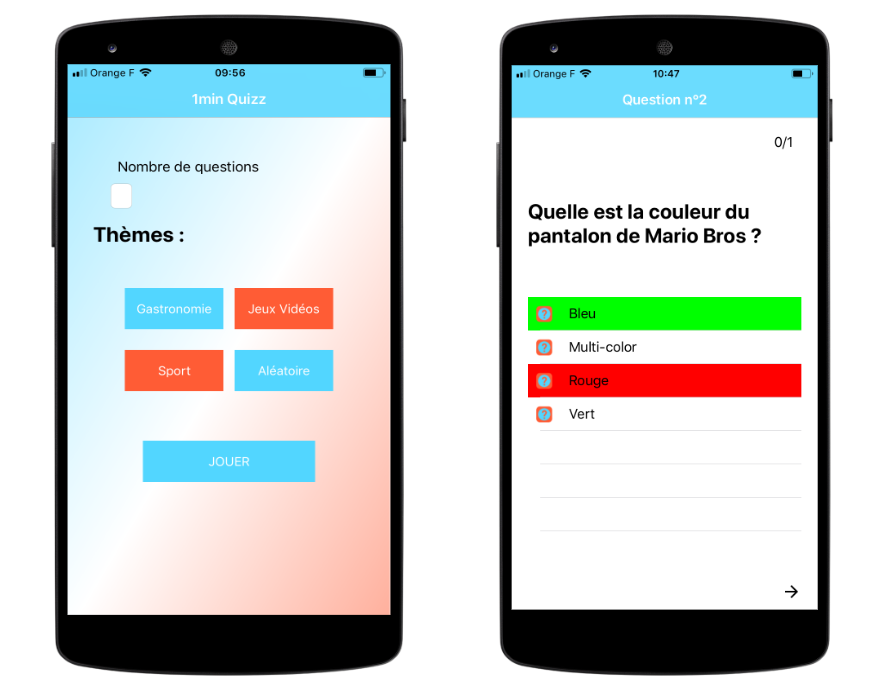 Orange F 09:56
1min Quizz
Nombre de questions
Thèmes :
Gastronomie Jeux Vidéos
Sport Aléatoire
JOUER
Orange F 10:47
Question n°2
0/1
Quelle est la couleur du
pantalon de Mario Bros ?
? Bleu
? Multi-color
? Rouge
? Vert